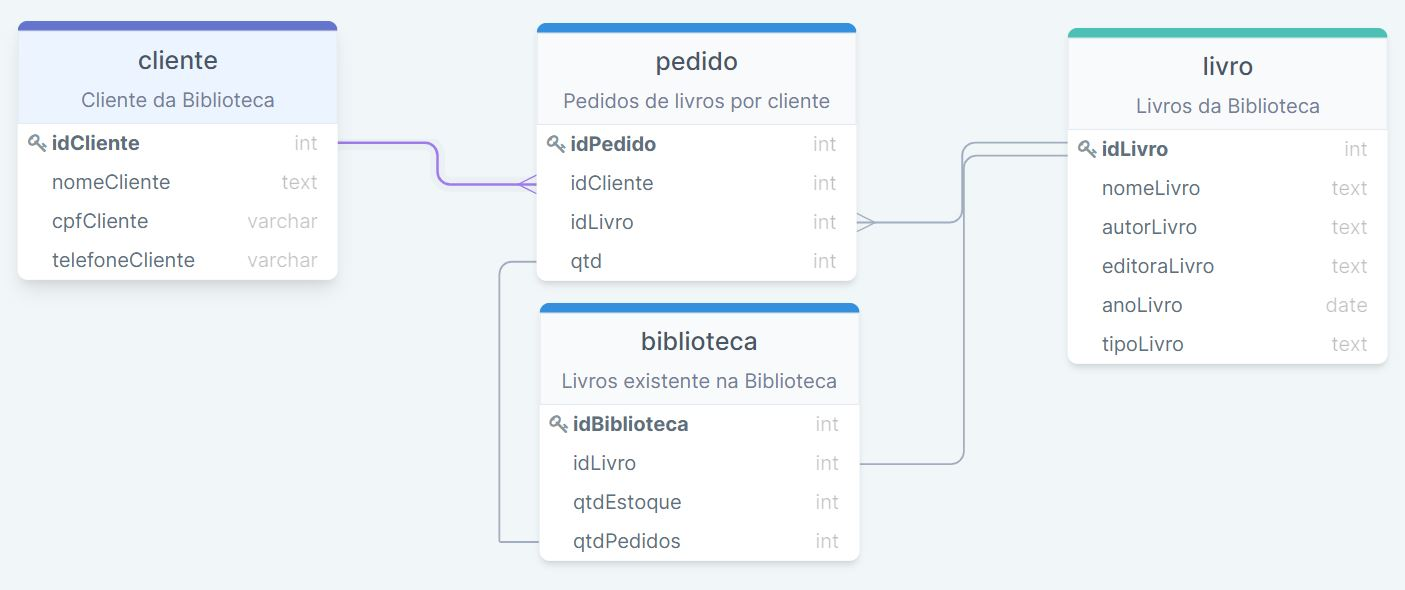 cliente
Cliente da Biblioteca
idCliente int
nomeCliente text
cpfCliente varchar
telefoneCliente varchar
pedido
Pedidos de livros por cliente
idPedido int
idCliente int
idLivro int
qtd int
biblioteca
Livros existente na Biblioteca
idBiblioteca int
idLivro int
qtdEstoque int
qtdPedidos int
livro
Livros da Biblioteca
idLivro int
nomeLivro text
autorLivro text
editoraLivro text
anoLivro date
tipoLivro text